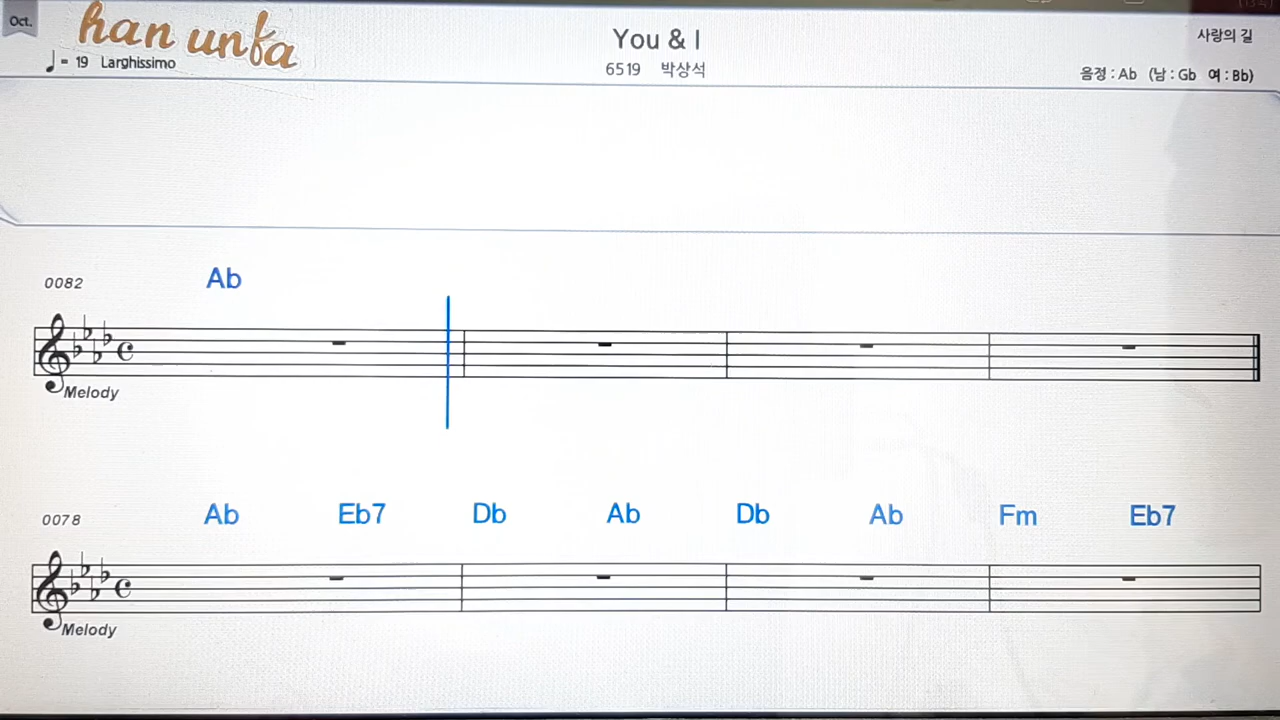 Oct.
han unfa
= 19 Larghissimo
You & I
6519 박상석
사랑의 길
음정 : Ab (남 : Gb 여 : Bb)
0082
Ab
Melody
0078
Ab Eb7 Db Ab Db Ab Fm Eb7
Melody